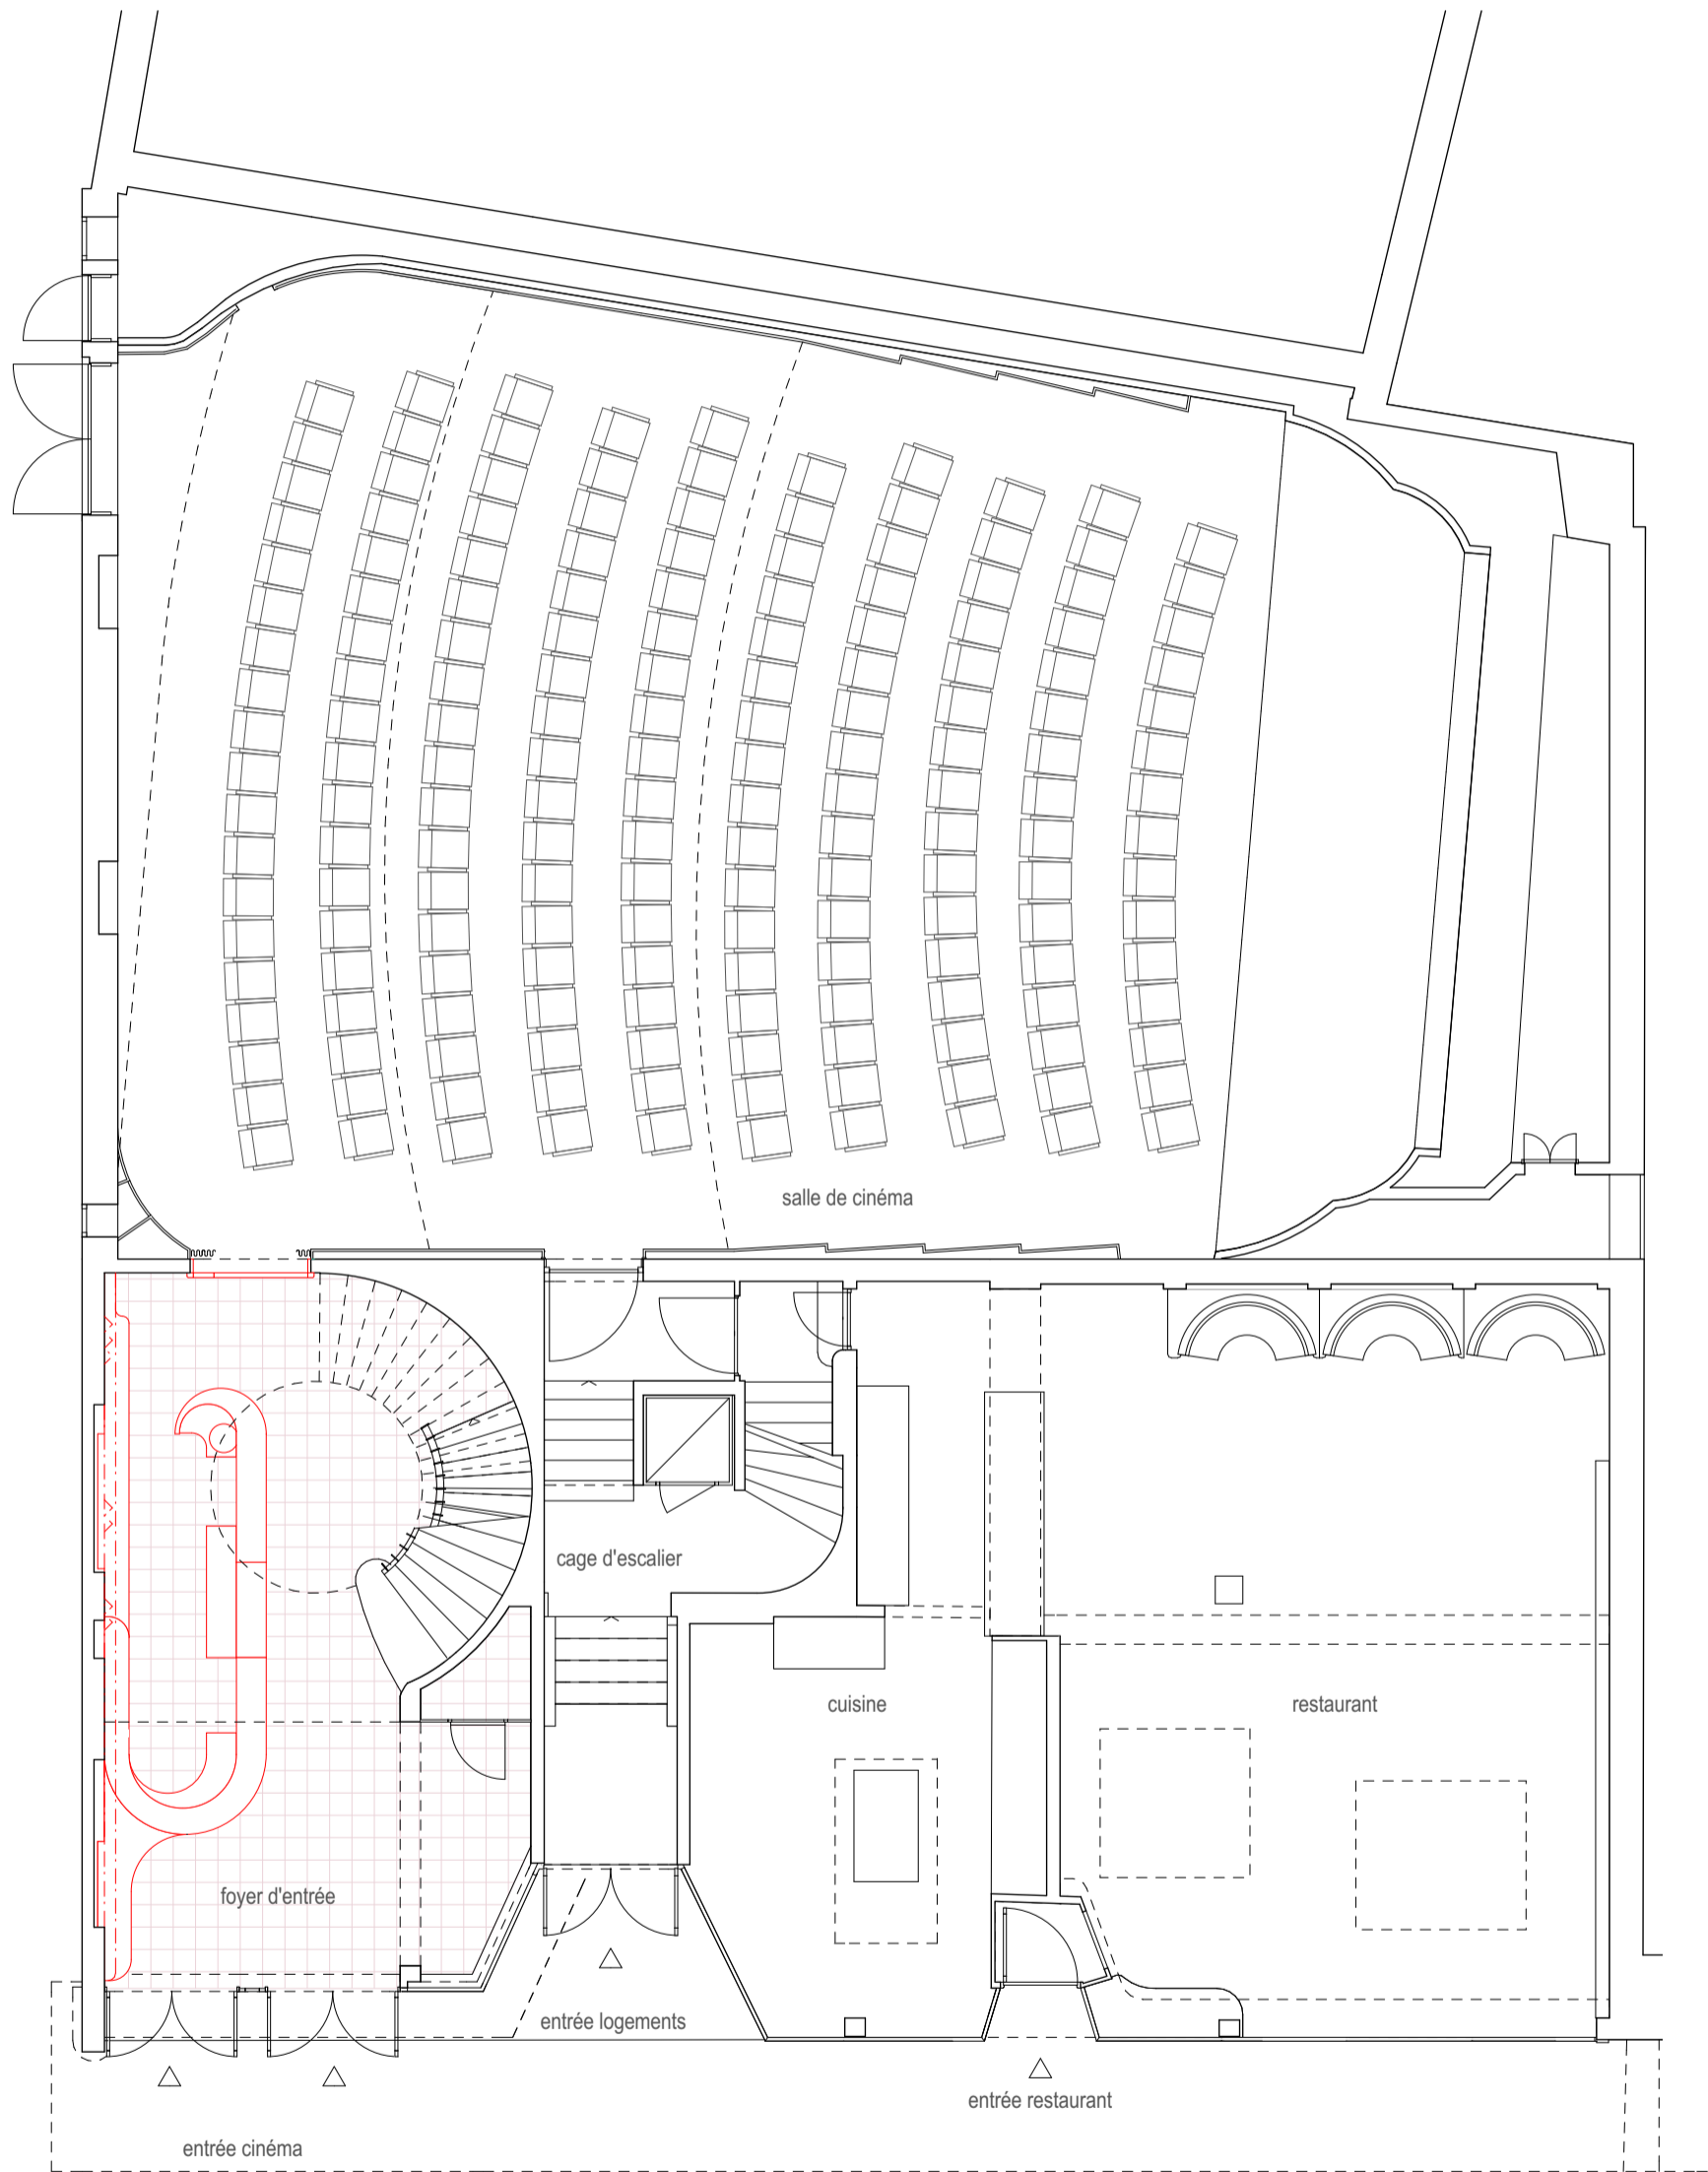 salle de cinéma
cage d'escalier
cuisine
restaurant
foyer d'entrée
entrée logements
entrée restaurant
entrée cinéma